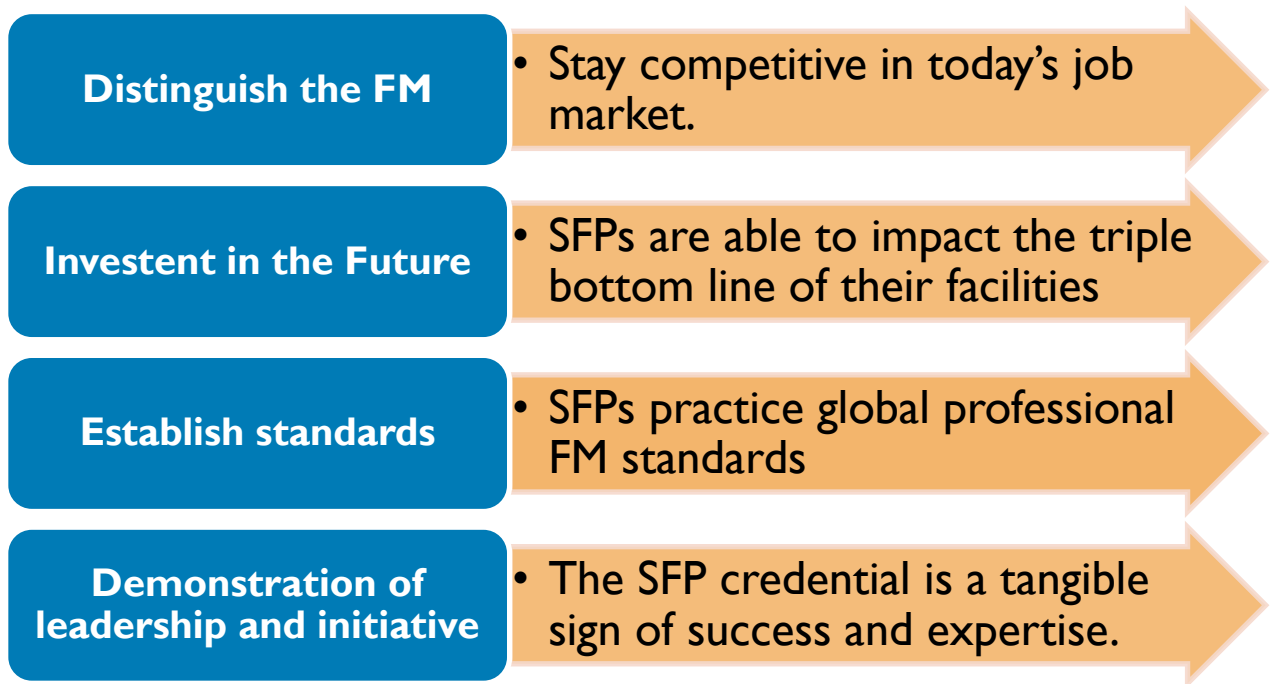 Distinguish the FM
• Stay competitive in today’s job
market.
Investent in the Future
• SFPs are able to impact the triple
bottom line of their facilities
Establish standards
• SFPs practice global professional
FM standards
Demonstration of
leadership and initiative
• The SFP credential is a tangible
sign of success and expertise.